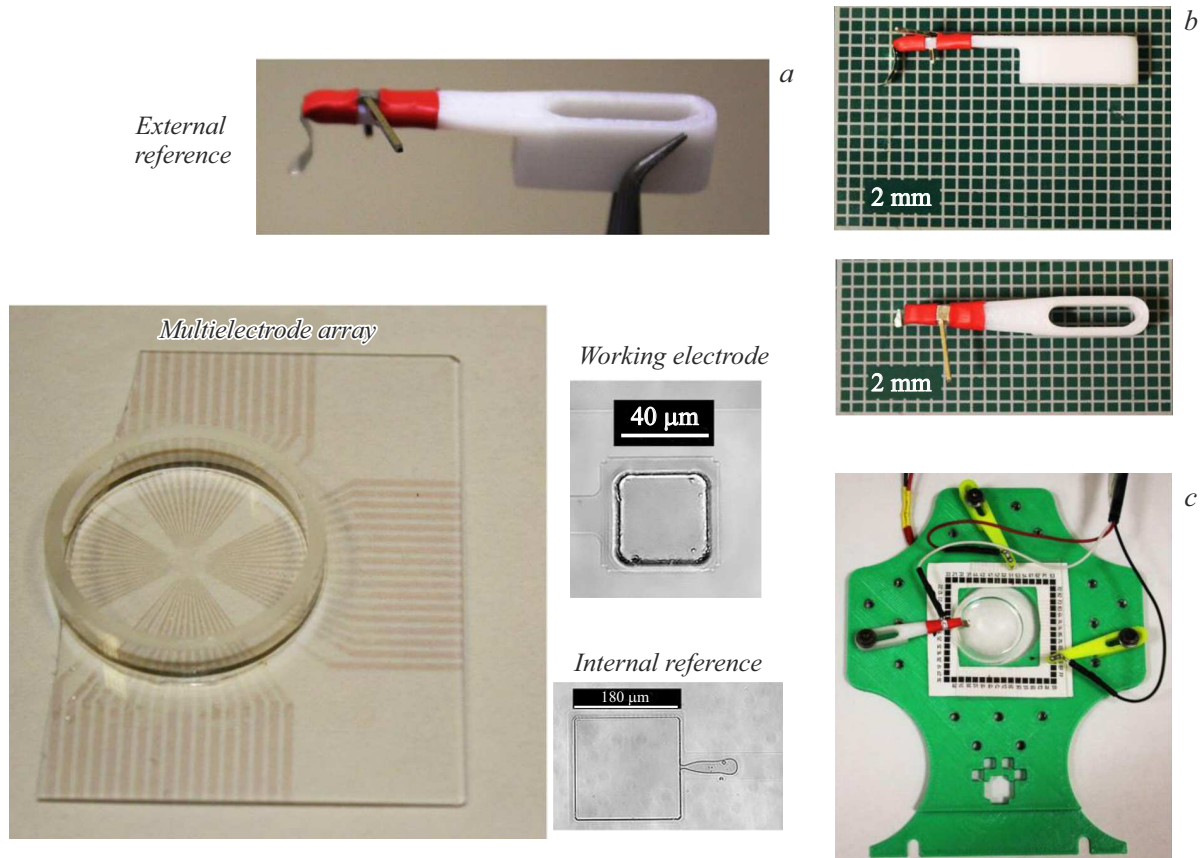 a
External
reference
b
2 mm
2 mm
Multielectrode array
Working electrode
40 μm
Internal reference
180 μm
c